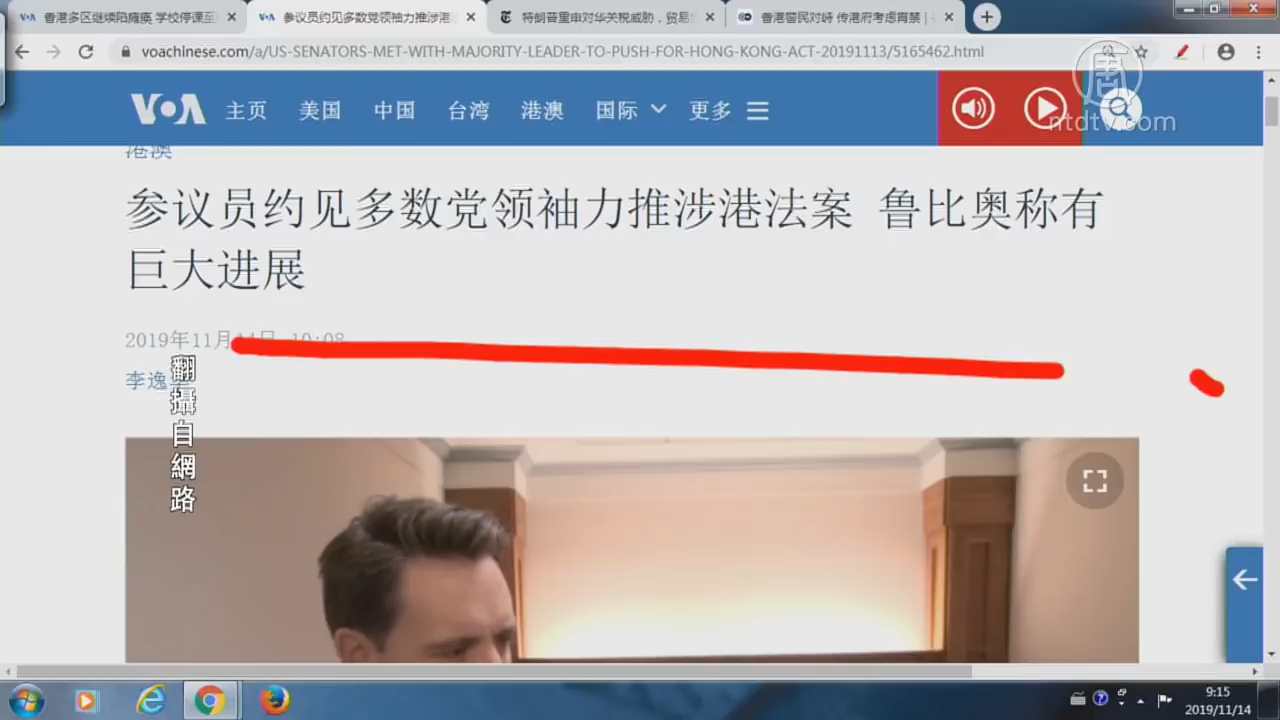 香港多区继续陷瘫痪 学校停课至
参议员约见多数党领袖力推涉港
特朗普重申对华关税威胁，贸易
香港警民对峙 传港府考虑宵禁 |
voachinese.com/a/US-SENATORS-MET-WITH-MAJORITY-LEADER-TO-PUSH-FOR-HONG-KONG-ACT-20191113/5165462.html
VOA 主页 美国 中国 台湾 港澳 国际 更多
唐
ntdtv.com
港澳
参议员约见多数党领袖力推涉港法案 鲁比奥称有
巨大进展
2019年11月14日 10:08
李逸
翻攝自網路
9:15
2019/11/14